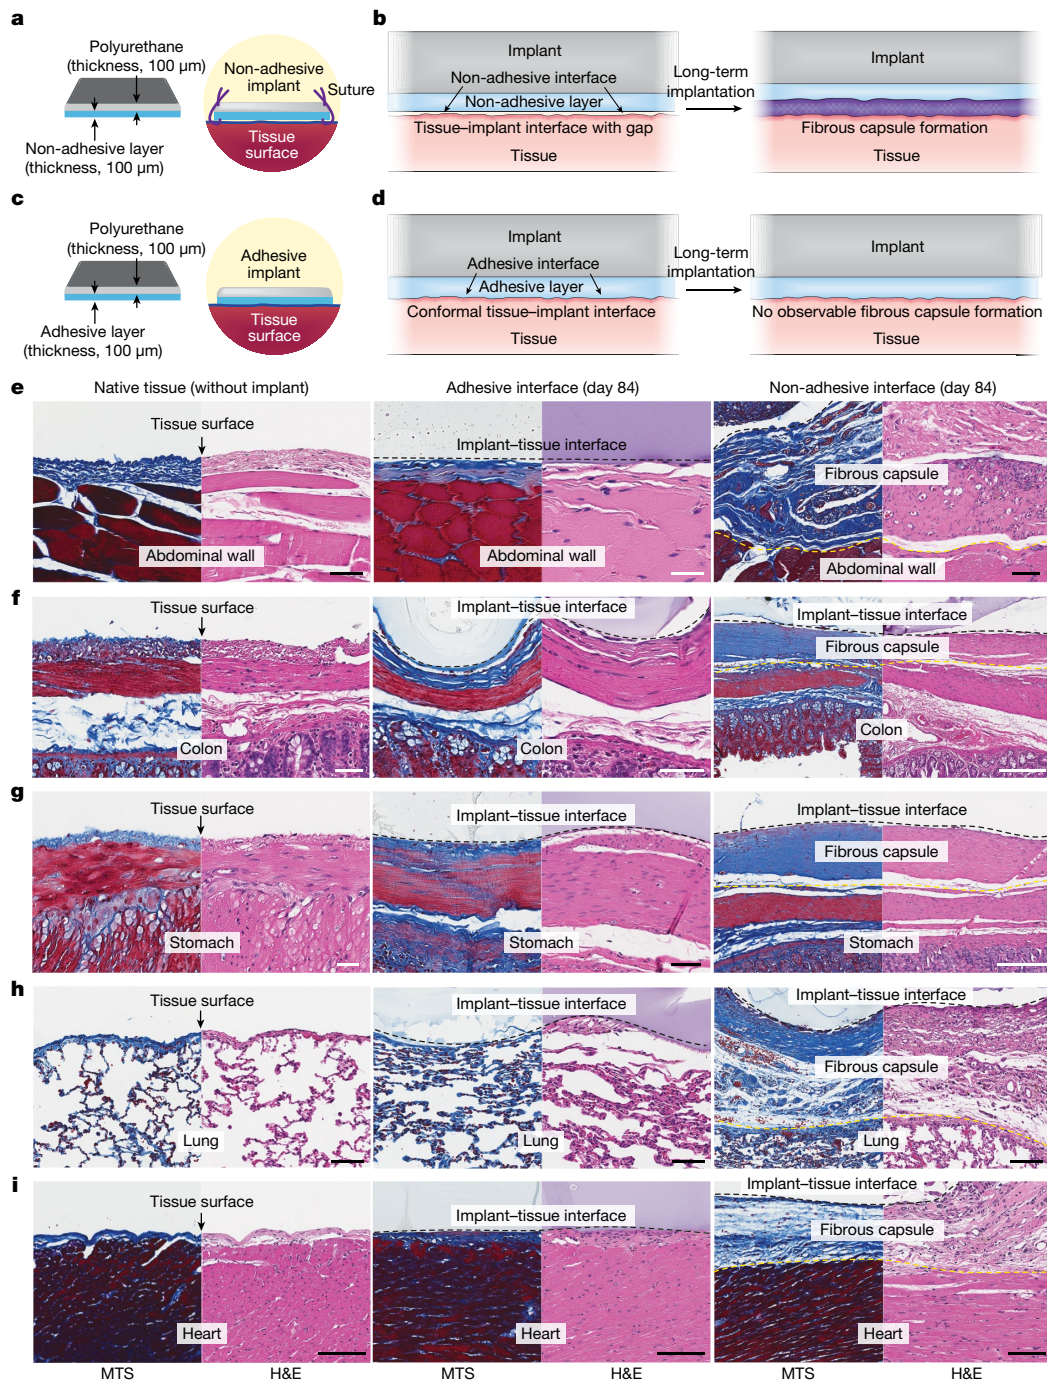 a
Polyurethane
(thickness, 100 µm)
Non-adhesive layer
(thickness, 100 µm)
Non-adhesive
implant
Suture
Tissue
surface
b
Implant
Non-adhesive interface
Non-adhesive layer
Tissue–implant interface with gap
Tissue
Long-term
implantation
Implant
Fibrous capsule formation
Tissue
c
Polyurethane
(thickness, 100 µm)
Adhesive layer
(thickness, 100 µm)
Adhesive
implant
Tissue
surface
d
Implant
Adhesive interface
Adhesive layer
Conformal tissue–implant interface
Tissue
Long-term
implantation
Implant
No observable fibrous capsule formation
Tissue
e
Native tissue (without implant)
Adhesive interface (day 84)
Non-adhesive interface (day 84)
Tissue surface
Abdominal wall
Implant–tissue interface
Abdominal wall
Fibrous capsule
Abdominal wall
f
Tissue surface
Colon
Implant–tissue interface
Colon
Implant–tissue interface
Fibrous capsule
Colon
g
Tissue surface
Stomach
Implant–tissue interface
Stomach
Implant–tissue interface
Fibrous capsule
Stomach
h
Tissue surface
Lung
Implant–tissue interface
Lung
Implant–tissue interface
Fibrous capsule
Lung
i
Tissue surface
Heart
Implant–tissue interface
Heart
Implant–tissue interface
Fibrous capsule
Heart
MTS
H&E
MTS
H&E
MTS
H&E